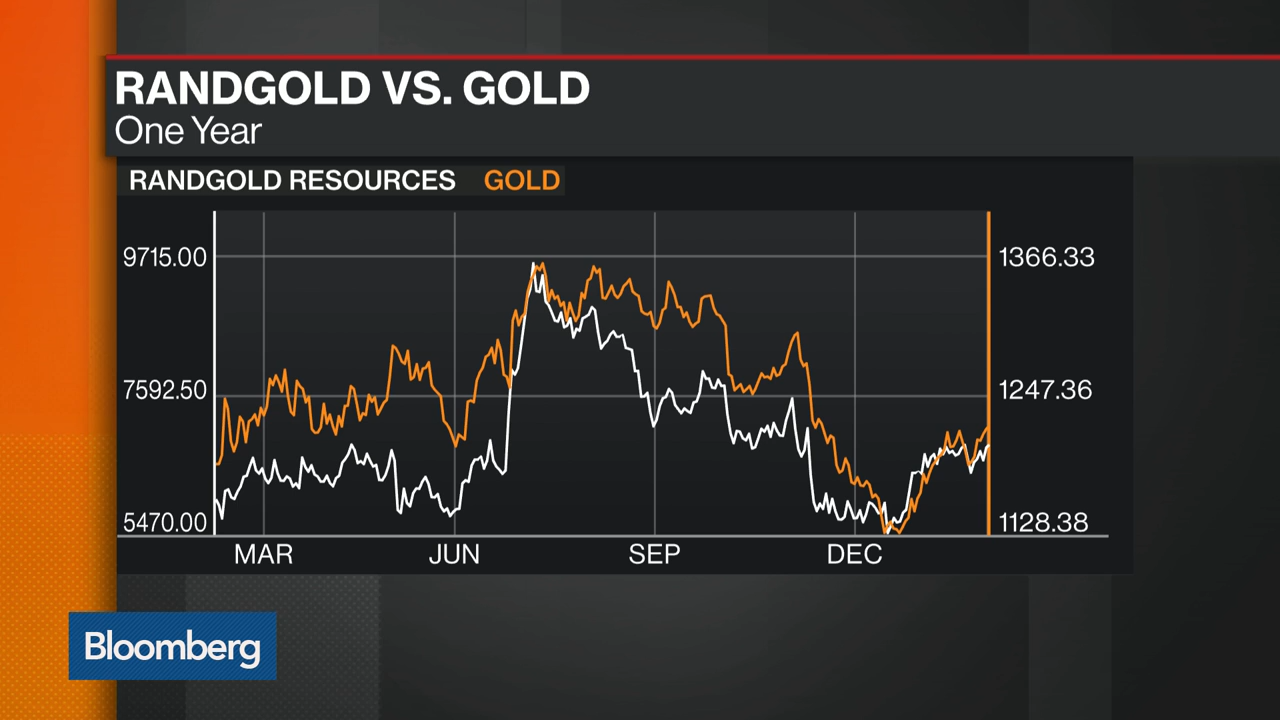 RANDGOLD VS. GOLD
One Year
RANDGOLD RESOURCES GOLD
9715.00 1366.33
7592.50 1247.36
5470.00 1128.38
MAR JUN SEP DEC
Bloomberg